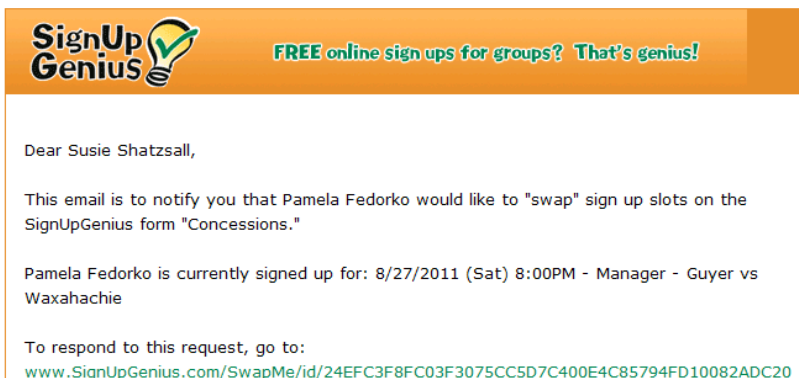 SignUp
Genius
FREE online sign ups for groups? That's genius!
Dear Susie Shatzsall,
This email is to notify you that Pamela Fedorko would like to "swap" sign up slots on the
SignUpGenius form "Concessions."
Pamela Fedorko is currently signed up for: 8/27/2011 (Sat) 8:00PM - Manager - Guyer vs
Waxahachie
To respond to this request, go to:
www.SignUpGenius.com/SwapMe/id/24EFC3F8FC03F3075CC5D7C400E4C85794FD10082ADC20